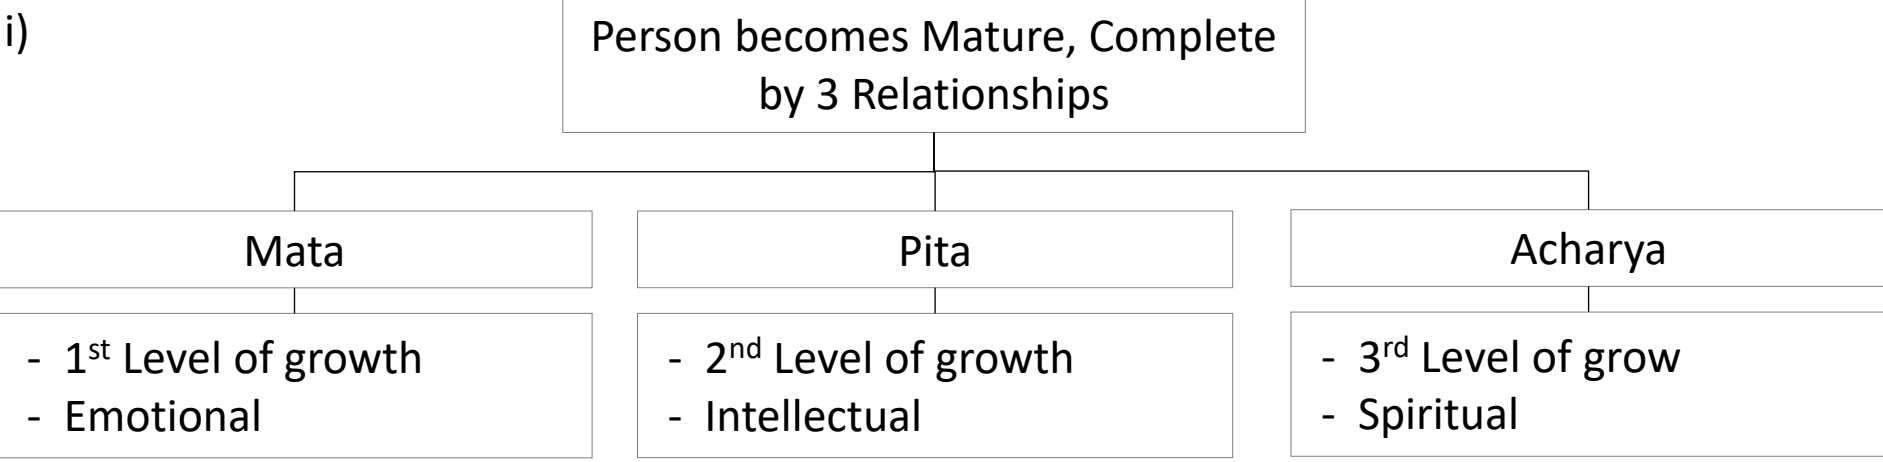 i)
Person becomes Mature, Complete
by 3 Relationships
Mata
Pita
Acharya
- 1st Level of growth
- Emotional
- 2nd Level of growth
- Intellectual
- 3rd Level of grow
- Spiritual